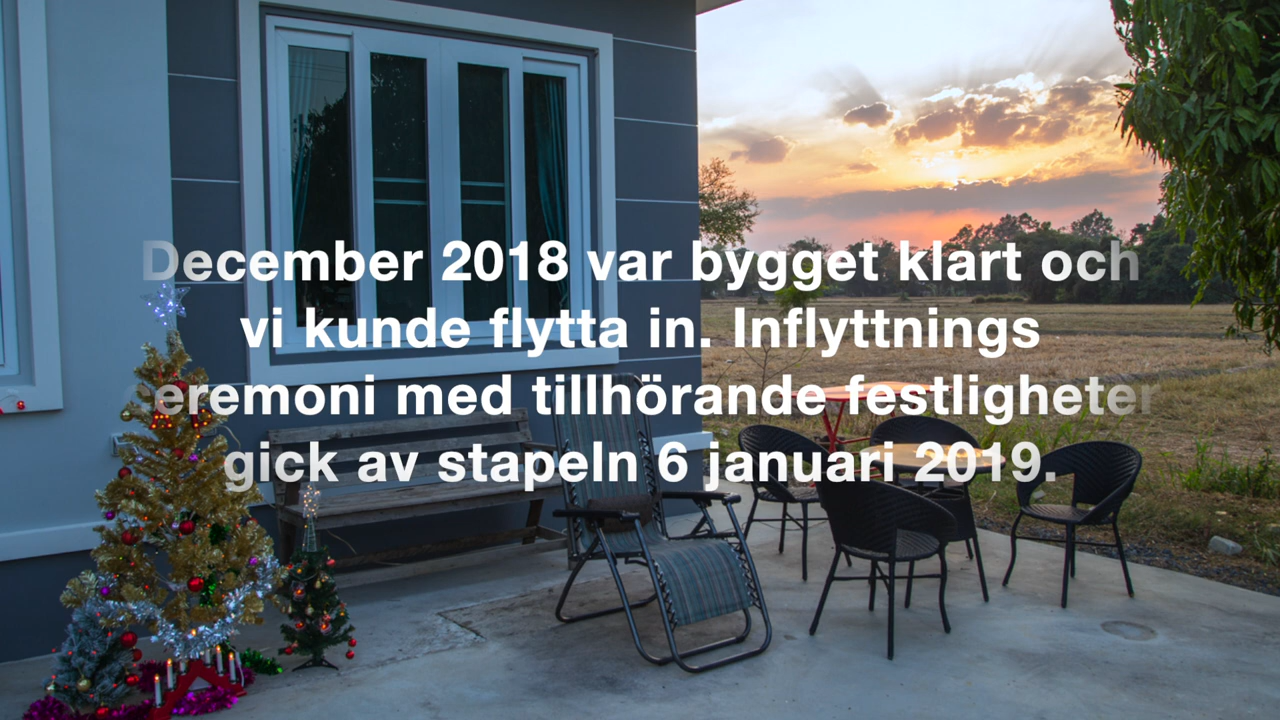 December 2018 var bygget klart och
vi kunde flytta in. Inflyttnings
ceremoni med tillhörande festligheter
gick av stapeln 6 januari 2019.